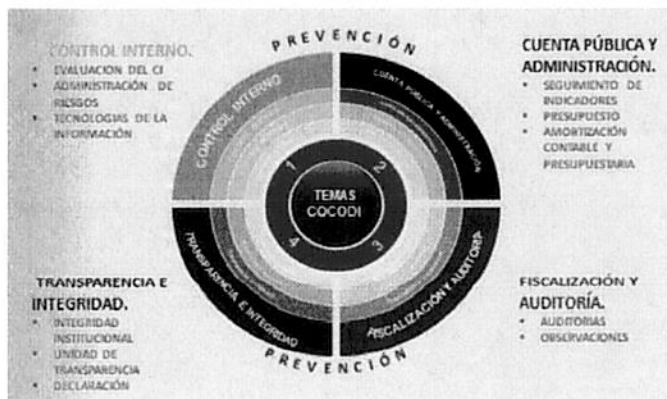 PREVENCIÓN
CONTROL INTERNO.
• EVALUACION DEL CI
• ADMINISTRACIÓN DE
RIESGOS
• TECNOLOGIAS DE LA
INFORMACIÓN
CUENTA PÚBLICA Y
ADMINISTRACIÓN.
• SEGUIMIENTO DE
INDICADORES
• PRESUPUESTO
• AMORTIZACIÓN
CONTABLE Y
PRESUPUESTARIA
CONTROL INTERNO
CUENTA PÚBLICA Y ADMINISTRACIÓN
1
2
TEMAS
COCODI
4
3
TRANSPARENCIA E INTEGRIDAD
FISCALIZACIÓN Y AUDITORIA
TRANSPARENCIA E
INTEGRIDAD.
• INTEGRIDAD
INSTITUCIONAL
• UNIDAD DE
TRANSPARENCIA
• DECLARACIÓN
FISCALIZACIÓN Y
AUDITORÍA.
• AUDITORIAS
• OBSERVACIONES
PREVENCIÓN